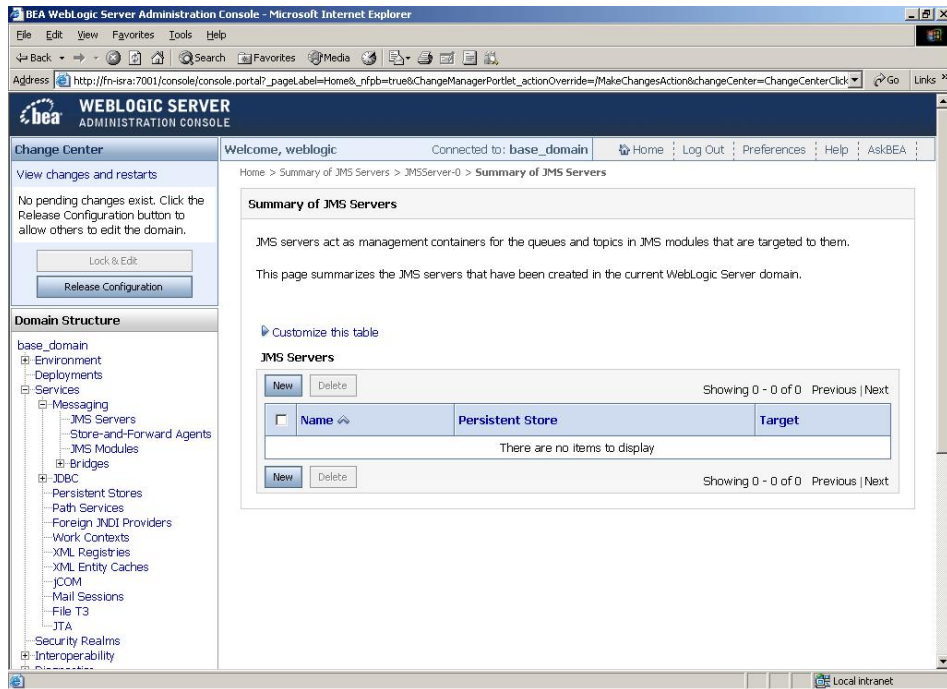 BEA WebLogic Server Administration Console - Microsoft Internet Explorer
File Edit View Favorites Tools Help
Back Search Favorites Media
Address http://fn-isra:7001/console/console.portal?_pageLabel=Home&_nfpb=true&ChangeManagerPortlet_actionOverride=/MakeChangesAction&changeCenter=ChangeCenterClick Go Links »
bea WEBLOGIC SERVER
ADMINISTRATION CONSOLE
Change Center
View changes and restarts
No pending changes exist. Click the
Release Configuration button to
allow others to edit the domain.
Lock & Edit
Release Configuration
Domain Structure
base_domain
Environment
Deployments
Services
Messaging
JMS Servers
Store-and-Forward Agents
JMS Modules
Bridges
JDBC
Persistent Stores
Path Services
Foreign JNDI Providers
Work Contexts
XML Registries
XML Entity Caches
jCOM
Mail Sessions
File T3
JTA
Security Realms
Interoperability
Welcome, weblogic Connected to: base_domain Home Log Out Preferences Help AskBEA
Home > Summary of JMS Servers > JMSServer-0 > Summary of JMS Servers
Summary of JMS Servers
JMS servers act as management containers for the queues and topics in JMS modules that are targeted to them.
This page summarizes the JMS servers that have been created in the current WebLogic Server domain.
Customize this table
JMS Servers
New Delete Showing 0 - 0 of 0 Previous | Next
Name Persistent Store Target
There are no items to display
New Delete Showing 0 - 0 of 0 Previous | Next
Local intranet